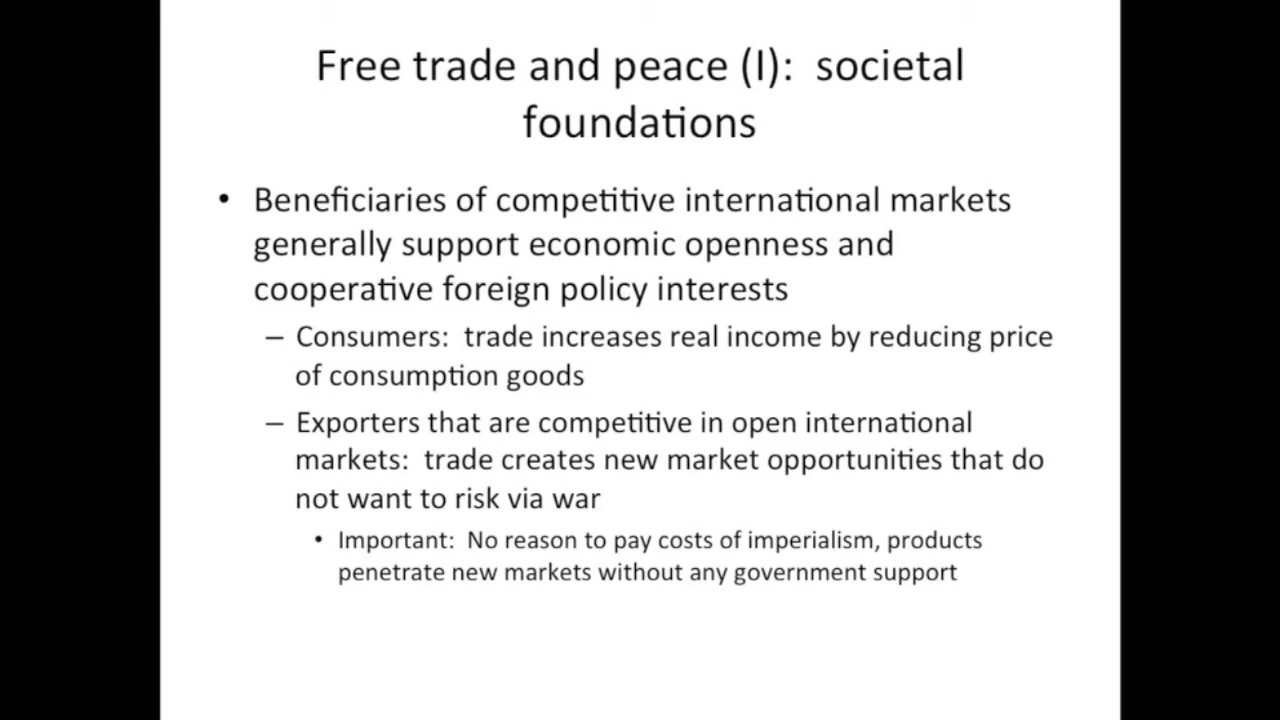 Free trade and peace (I):  societal
foundations
• Beneficiaries of competitive international markets
generally support economic openness and
cooperative foreign policy interests
– Consumers:  trade increases real income by reducing price
of consumption goods
– Exporters that are competitive in open international
markets:  trade creates new market opportunities that do
not want to risk via war
• Important:  No reason to pay costs of imperialism, products
penetrate new markets without any government support